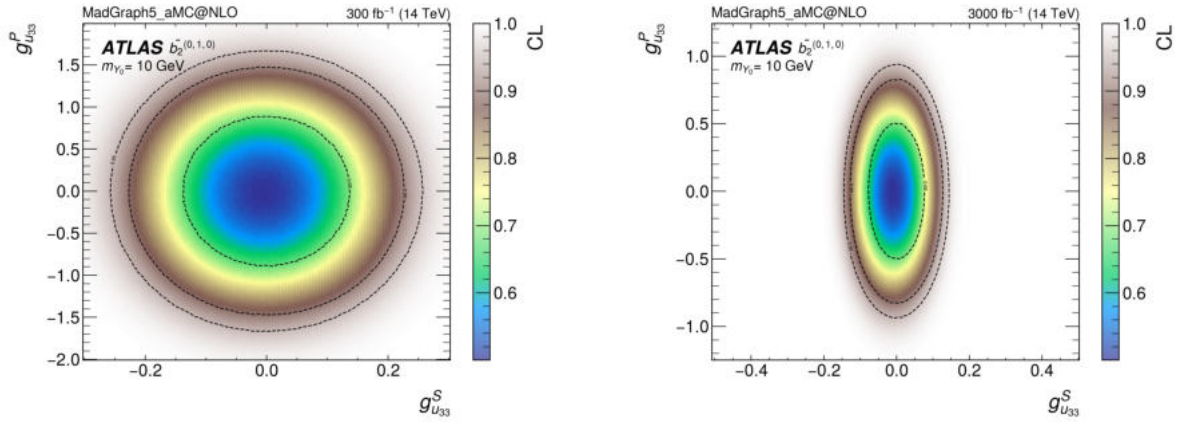 MadGraph5_aMC@NLO 300 fb⁻¹ (14 TeV)
ATLAS b̃₂^(0,1,0)
m_Y₀ = 10 GeV
g^P_u₃₃
1.5
1.0
0.5
0.0
−0.5
−1.0
−1.5
−2.0
−0.2 0.0 0.2
g^S_u₃₃
CL
1.0
0.9
0.8
0.7
0.6
MadGraph5_aMC@NLO 3000 fb⁻¹ (14 TeV)
ATLAS b̃₂^(0,1,0)
m_Y₀ = 10 GeV
g^P_u₃₃
1.0
0.5
0.0
−0.5
−1.0
−0.4 −0.2 0.0 0.2 0.4
g^S_u₃₃
CL
1.0
0.9
0.8
0.7
0.6